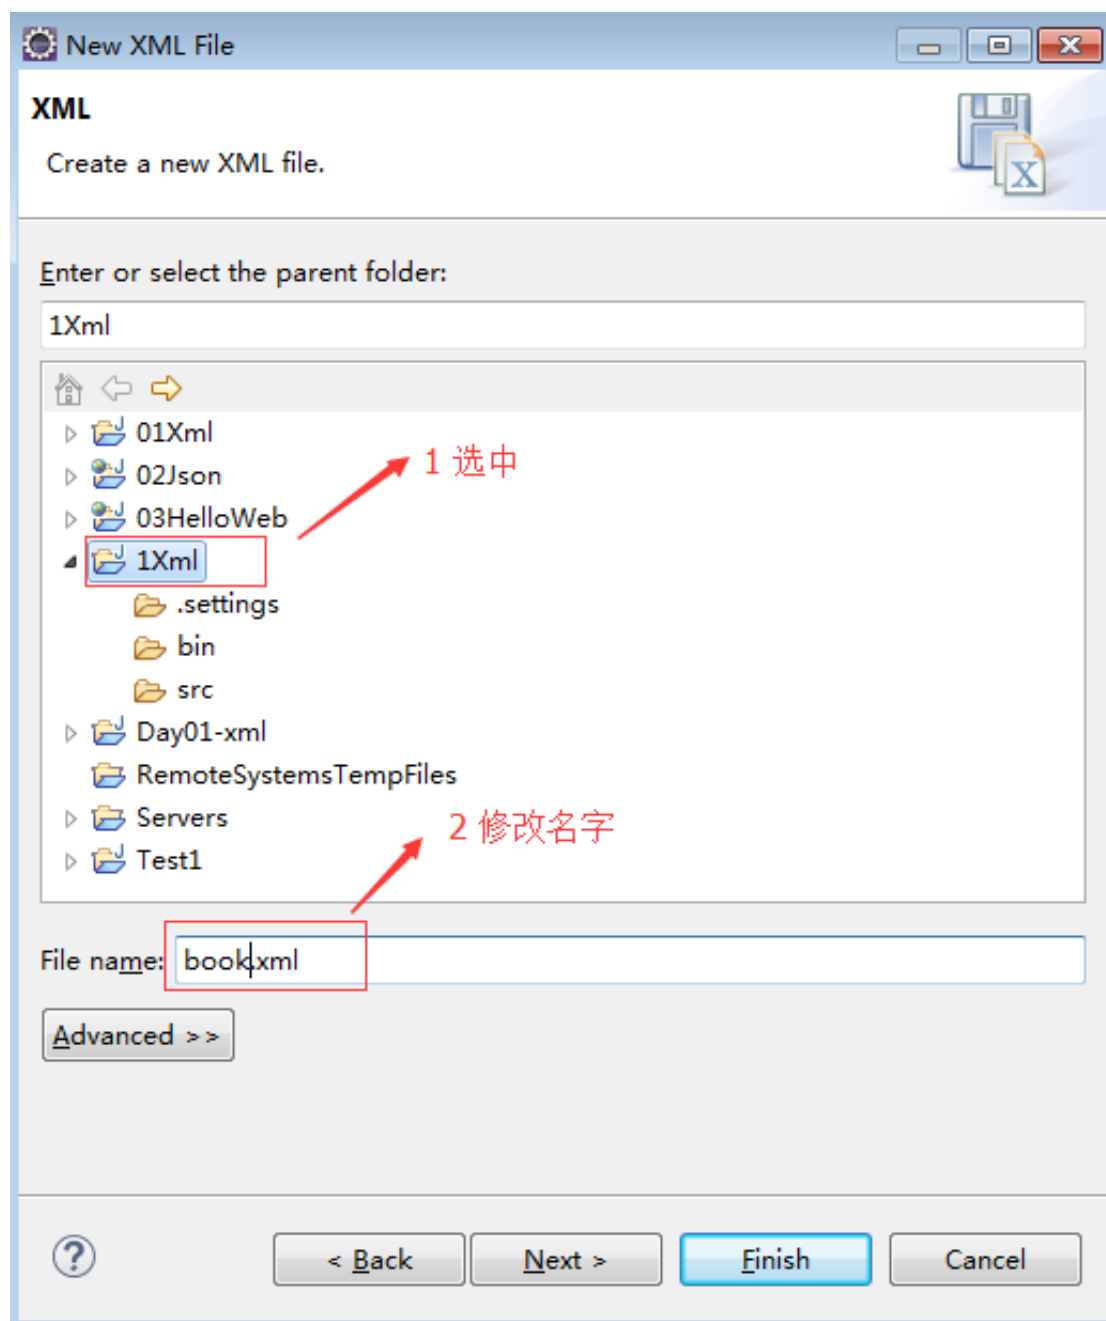 New XML File
XML
Create a new XML file.
Enter or select the parent folder:
1Xml
01Xml
1 选中
02Json
03HelloWeb
1Xml
.settings
bin
src
Day01-xml
RemoteSystemsTempFiles
Servers
2 修改名字
Test1
File name: book.xml
Advanced >>
< Back Next > Finish Cancel